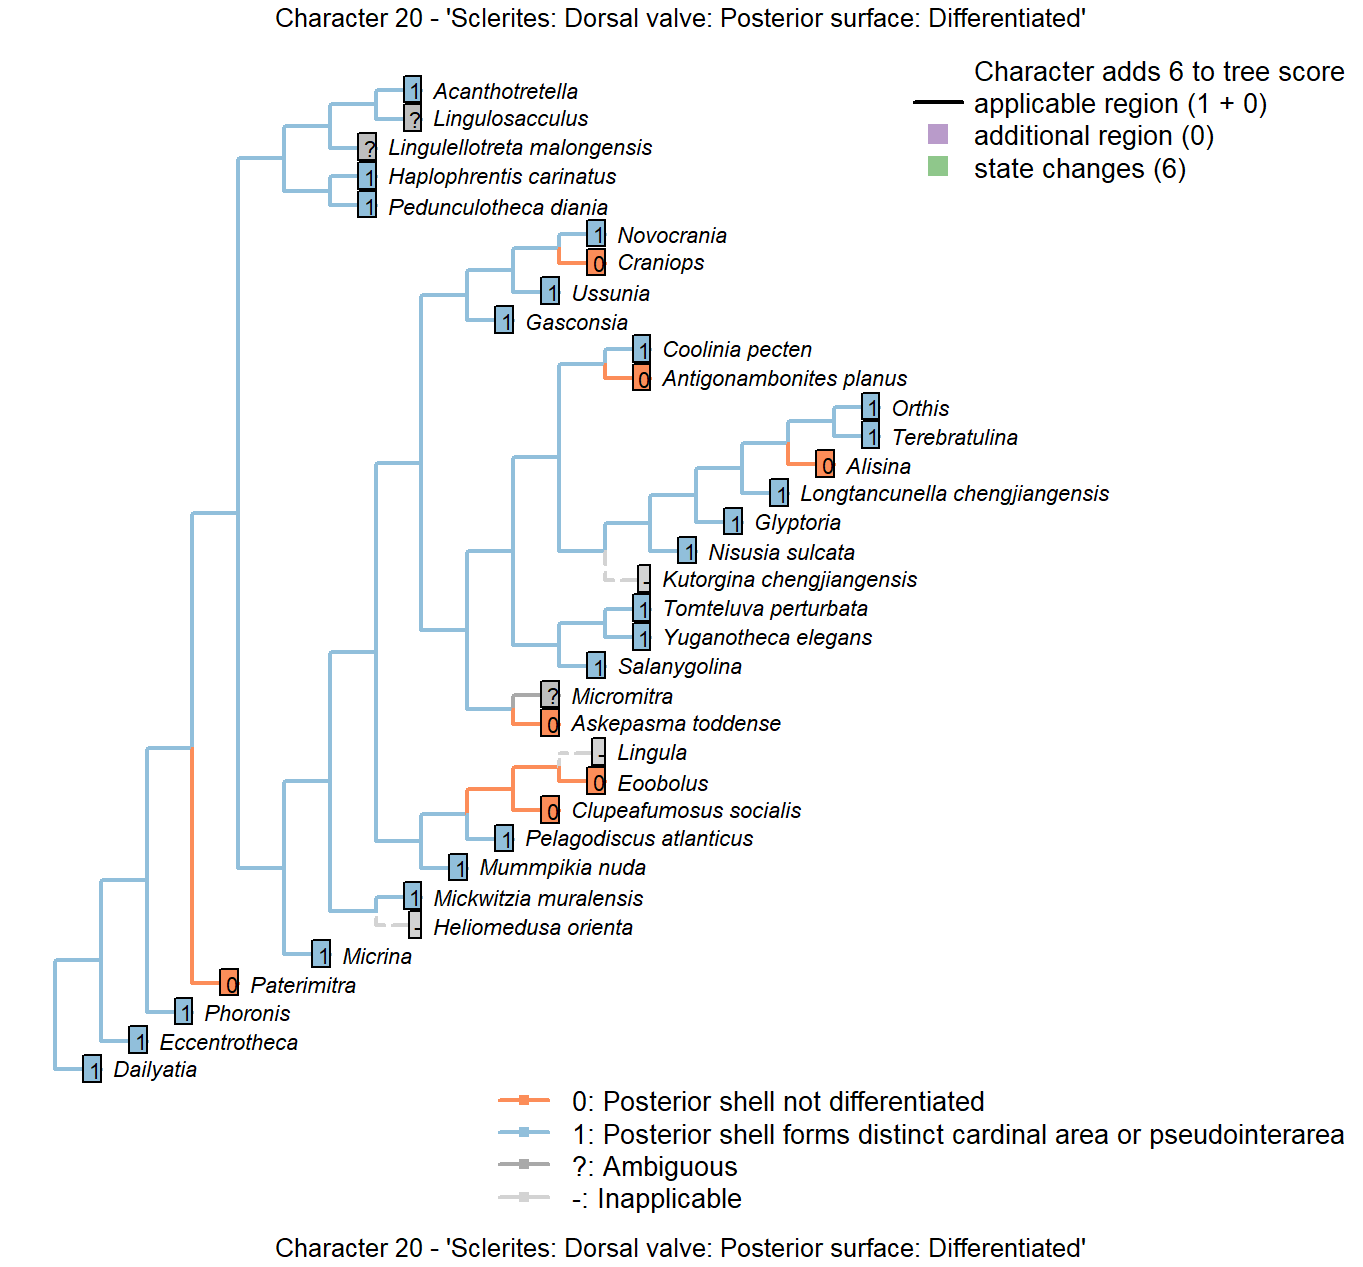 Character 20 - 'Sclerites: Dorsal valve: Posterior surface: Differentiated'
Character adds 6 to tree score
applicable region (1 + 0)
additional region (0)
state changes (6)
1 Acanthotretella
? Lingulosacculus
? Lingulellotreta malongensis
1 Haplophrentis carinatus
1 Pedunculotheca diania
1 Novocrania
0 Craniops
1 Ussunia
1 Gasconsia
1 Coolinia pecten
0 Antigonambonites planus
1 Orthis
1 Terebratulina
0 Alisina
1 Longtancunella chengjiangensis
1 Glyptoria
1 Nisusia sulcata
- Kutorgina chengjiangensis
1 Tomteluva perturbata
1 Yuganotheca elegans
1 Salanygolina
? Micromitra
0 Askepasma toddense
- Lingula
0 Eoobolus
0 Clupeafumosus socialis
1 Pelagodiscus atlanticus
1 Mummpikia nuda
1 Mickwitzia muralensis
- Heliomedusa orienta
1 Micrina
0 Paterimitra
1 Phoronis
1 Eccentrotheca
1 Dailyatia
0: Posterior shell not differentiated
1: Posterior shell forms distinct cardinal area or pseudointerarea
?: Ambiguous
-: Inapplicable
Character 20 - 'Sclerites: Dorsal valve: Posterior surface: Differentiated'